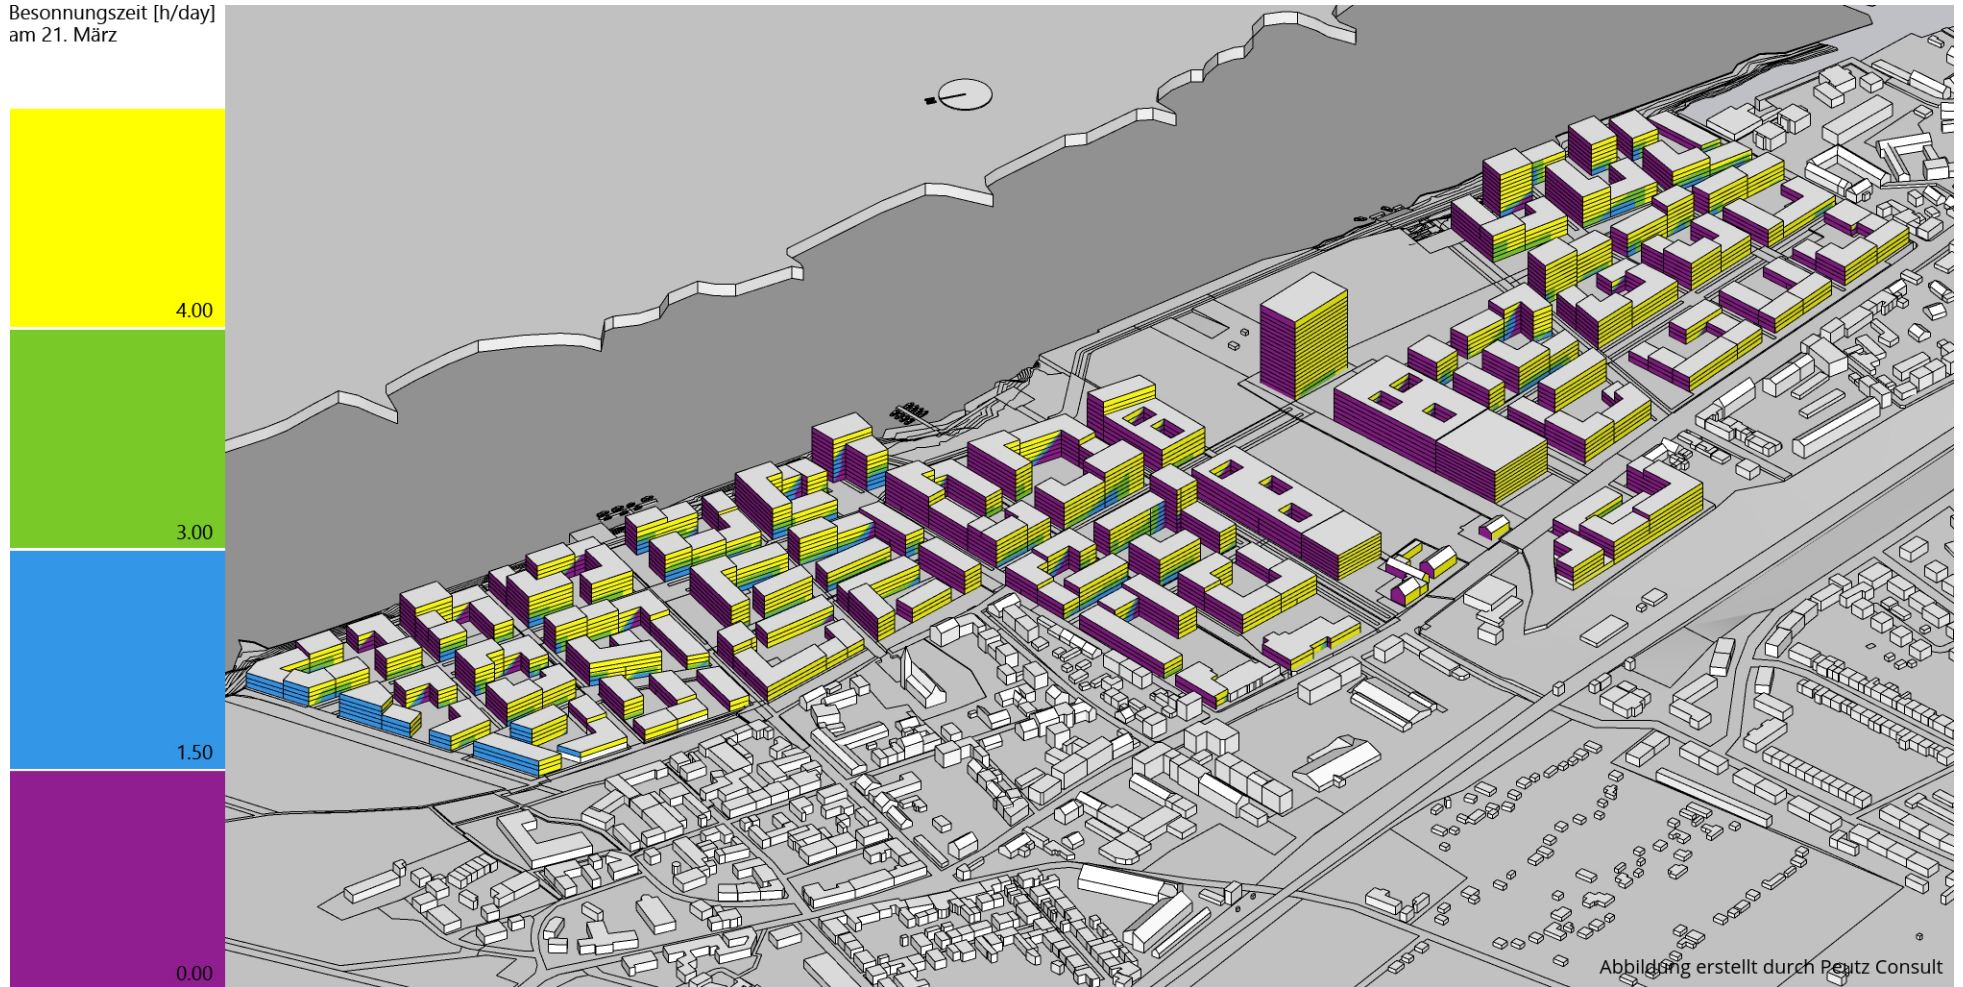 Besonnungszeit [h/day]
am 21. März
4.00
3.00
1.50
0.00
Abbildung erstellt durch Peutz Consult